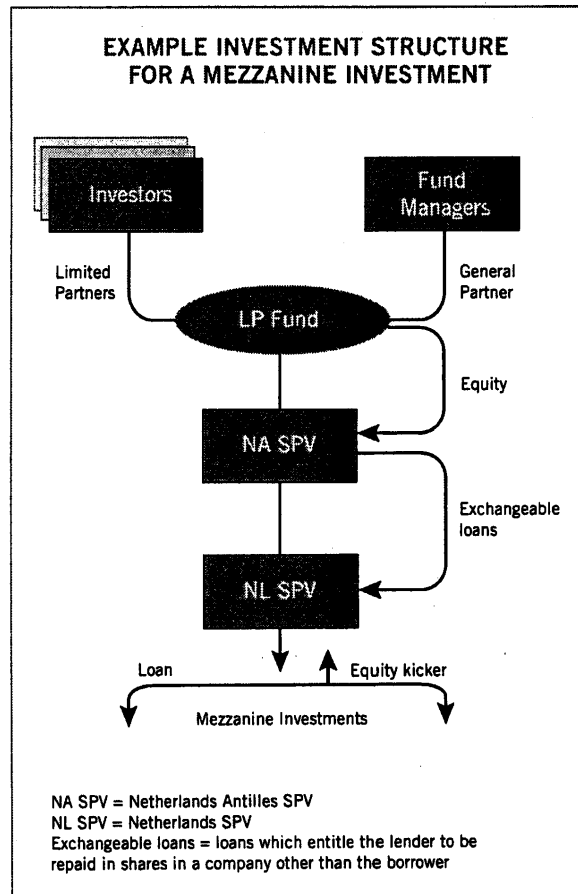 EXAMPLE INVESTMENT STRUCTURE
FOR A MEZZANINE INVESTMENT
Investors
Fund
Managers
Limited
Partners
General
Partner
LP Fund
Equity
NA SPV
Exchangeable
loans
NL SPV
Loan
Equity kicker
Mezzanine Investments
NA SPV = Netherlands Antilles SPV
NL SPV = Netherlands SPV
Exchangeable loans = loans which entitle the lender to be
repaid in shares in a company other than the borrower